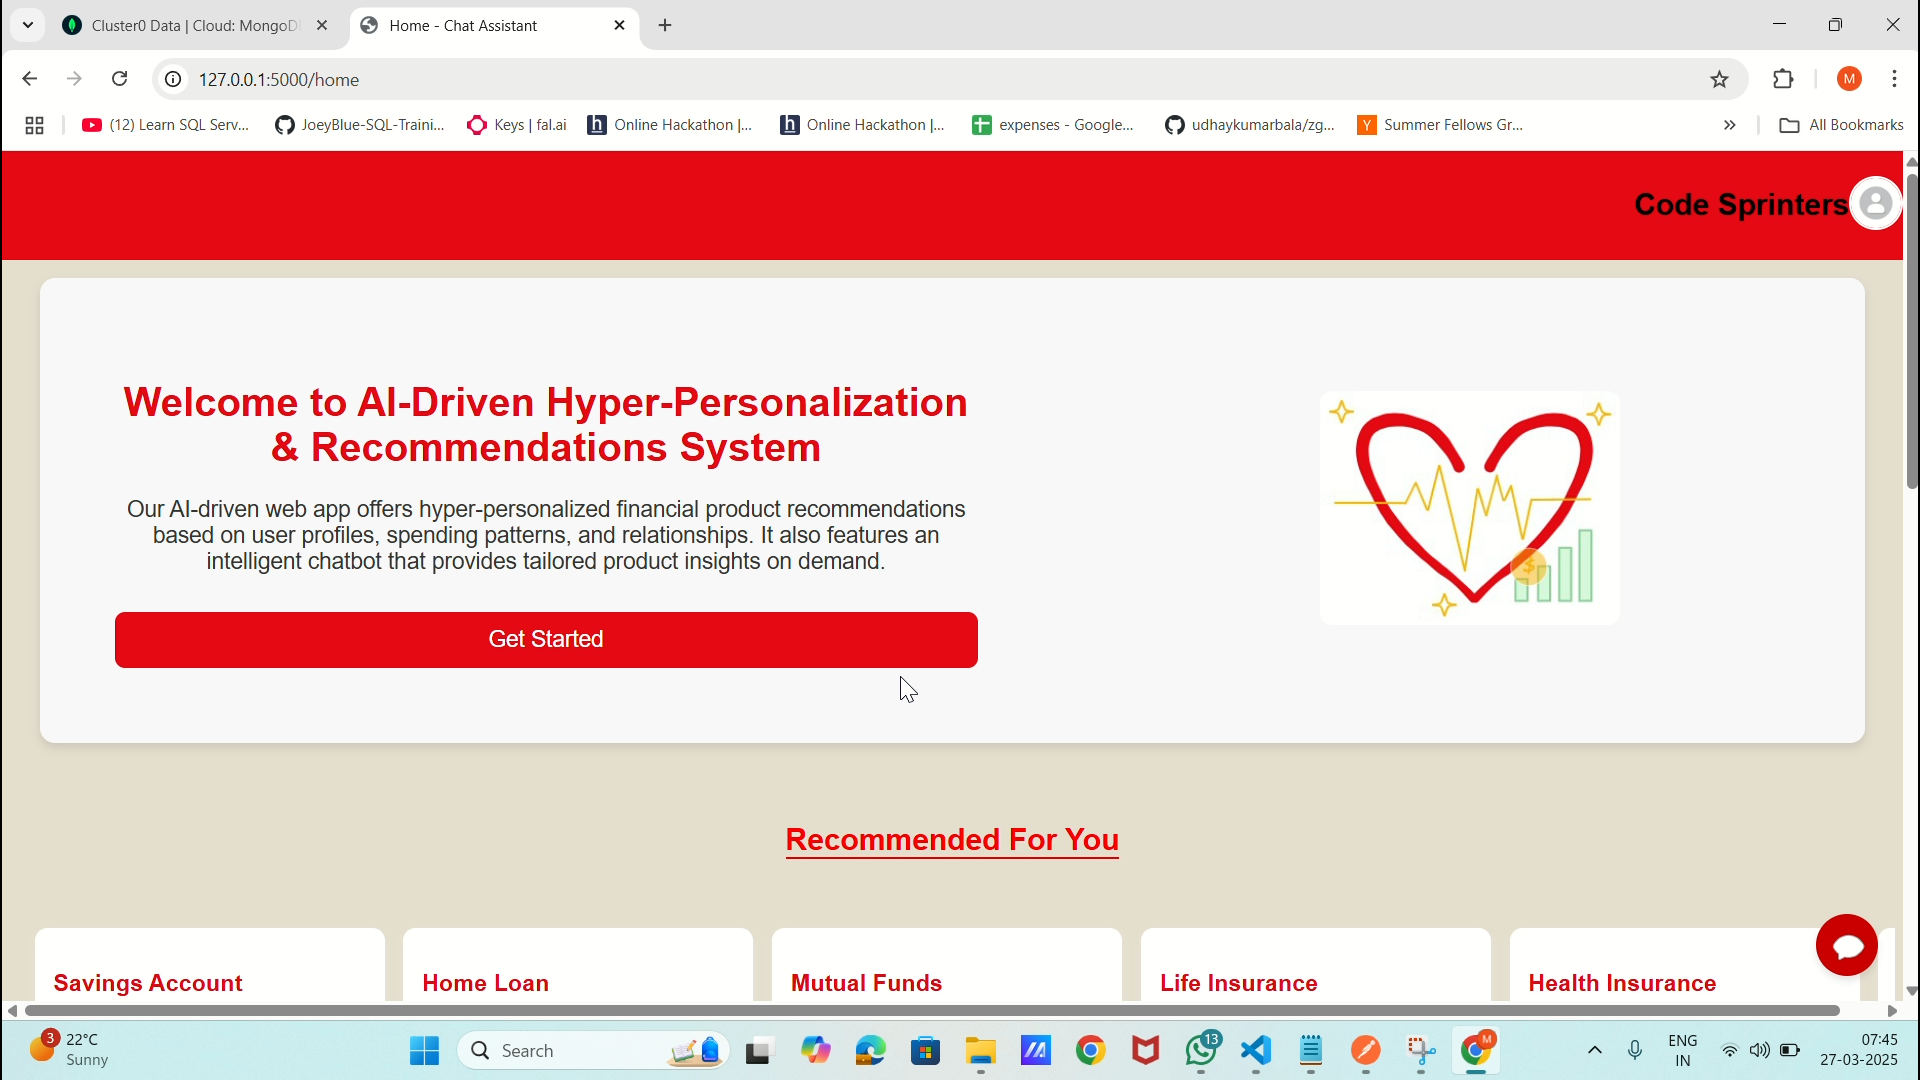 Cluster0 Data | Cloud: MongoD
Home - Chat Assistant
127.0.0.1:5000/home
M
(12) Learn SQL Serv...
JoeyBlue-SQL-Traini...
Keys | fal.ai
Online Hackathon |...
Online Hackathon |...
expenses - Google...
udhaykumarbala/zg...
Summer Fellows Gr...
All Bookmarks
Code Sprinters
Welcome to AI-Driven Hyper-Personalization
& Recommendations System
Our AI-driven web app offers hyper-personalized financial product recommendations
based on user profiles, spending patterns, and relationships. It also features an
intelligent chatbot that provides tailored product insights on demand.
Get Started
$
Recommended For You
Savings Account
Home Loan
Mutual Funds
Life Insurance
Health Insurance
3
22°C
Sunny
Search
13
M
ENG
IN
07:45
27-03-2025